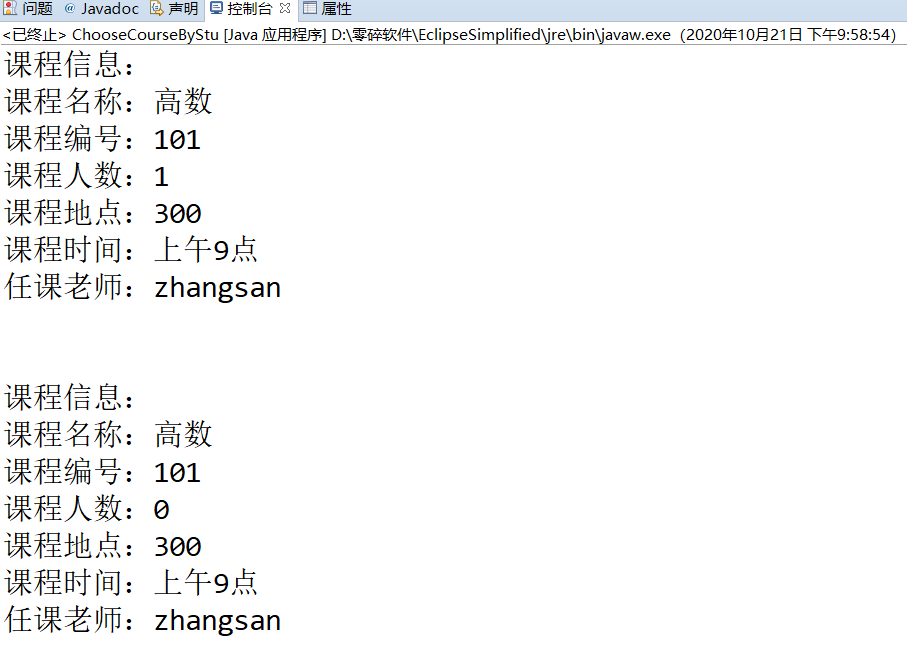 问题 @ Javadoc 声明 控制台 属性
<已终止> ChooseCourseByStu [Java 应用程序] D:\零碎软件\EclipseSimplified\jre\bin\javaw.exe（2020年10月21日 下午9:58:54）
课程信息：
课程名称：高数
课程编号：101
课程人数：1
课程地点：300
课程时间：上午9点
任课老师：zhangsan
课程信息：
课程名称：高数
课程编号：101
课程人数：0
课程地点：300
课程时间：上午9点
任课老师：zhangsan